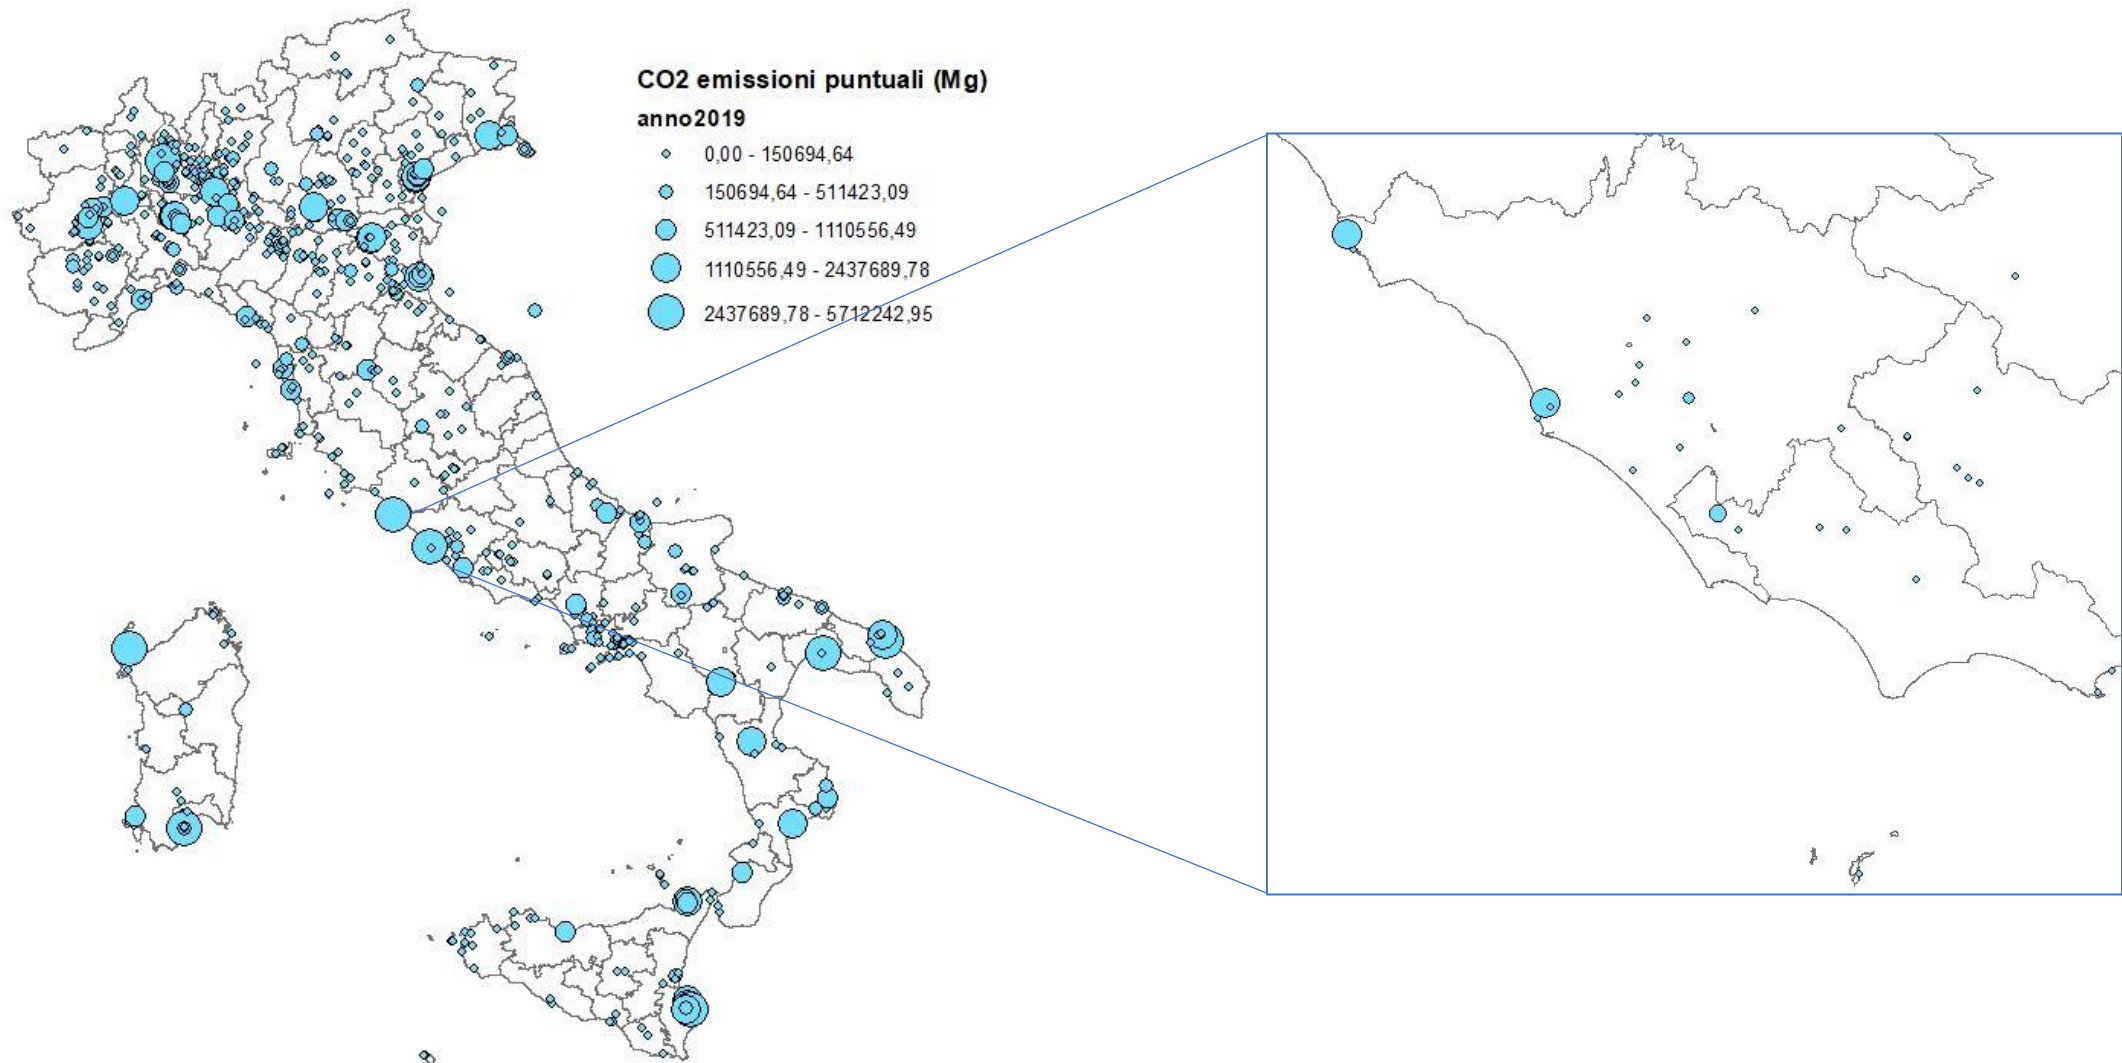 CO2 emissioni puntuali (Mg)
anno2019
0,00 - 150694,64
150694,64 - 511423,09
511423,09 - 1110556,49
1110556,49 - 2437689,78
2437689,78 - 5712242,95